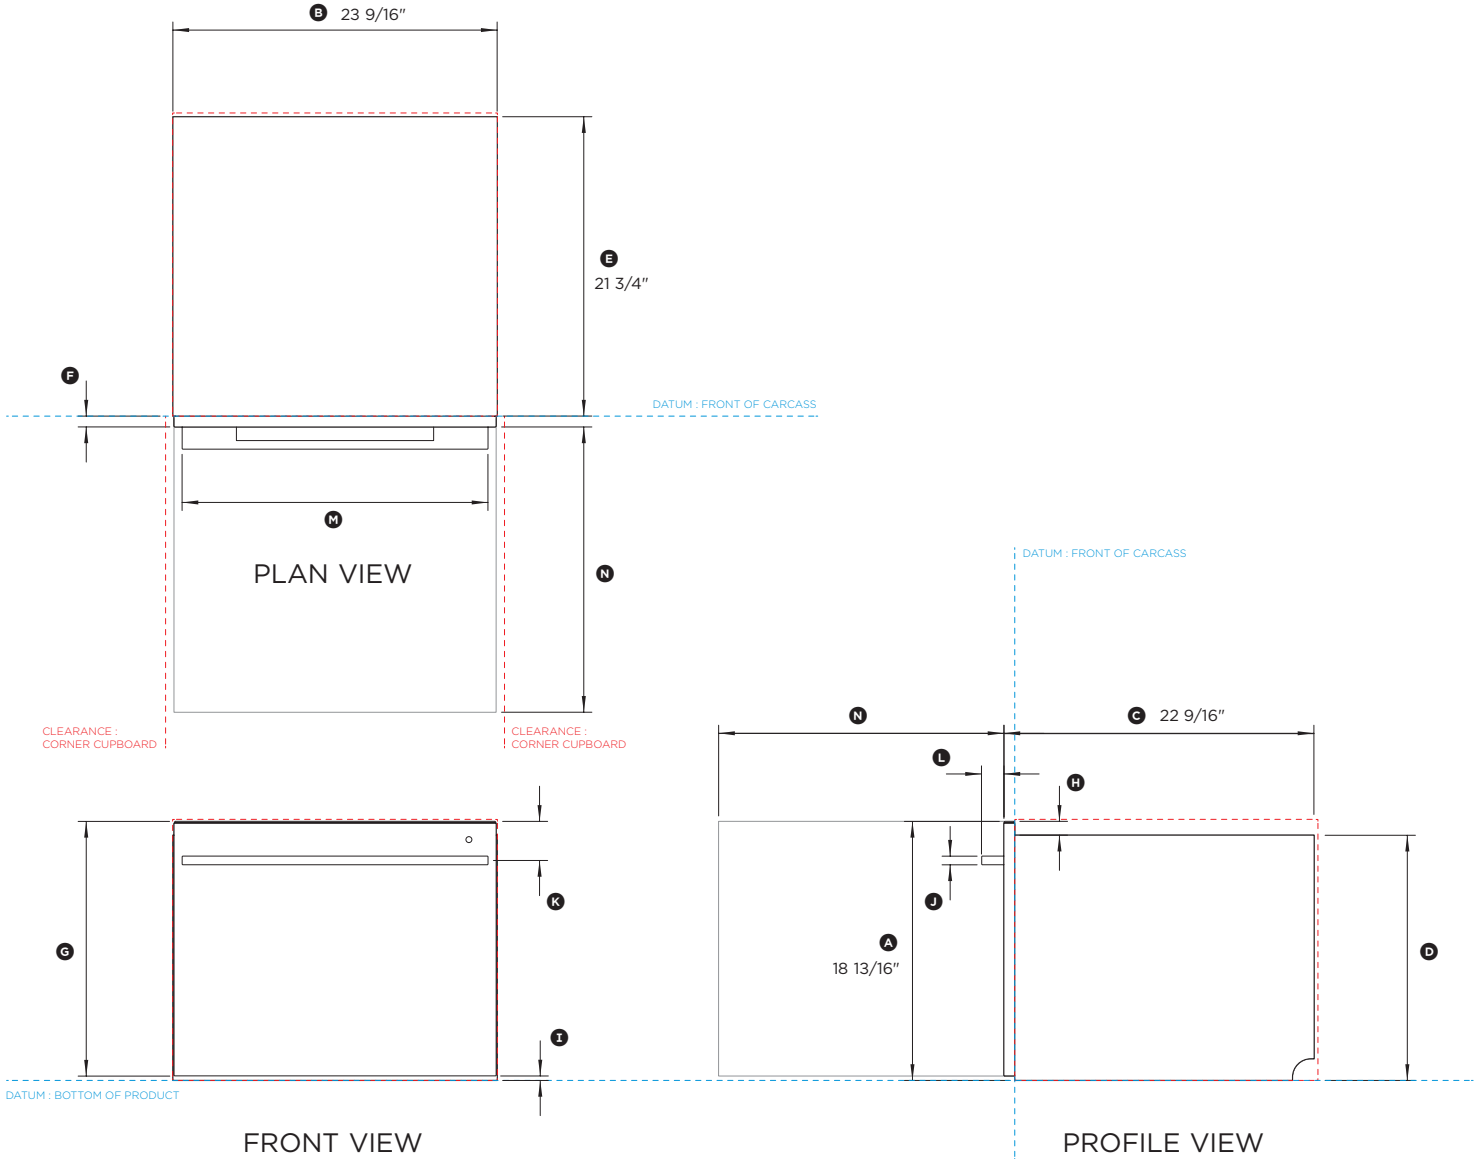 B 23 9/16"
E
21 3/4"
F
DATUM : FRONT OF CARCASS
M
PLAN VIEW
N
DATUM : FRONT OF CARCASS
CLEARANCE :
CORNER CUPBOARD
CLEARANCE :
CORNER CUPBOARD
N
C 22 9/16"
L
H
K
J
G
A
18 13/16"
D
I
DATUM : BOTTOM OF PRODUCT
FRONT VIEW
PROFILE VIEW